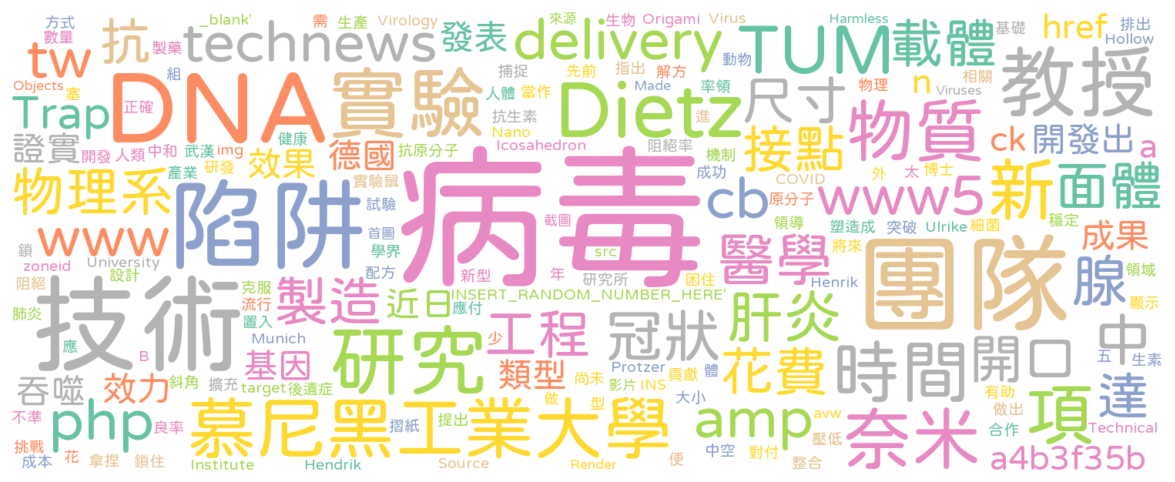 _blank'
方式 需 生產 Virology 來源 生物 Origami Virus Harmless 基礎 排出
數量 製藥 抗 technews 發表 delivery TUM 載體 href Hollow
tw 組 捕捉 先前 指出 解方 動物 率領 物理 n 相關 教授
Objects 塞 人體 當作 Made 進 Viruses
Trap 正確 DNA 實驗 抗生素 Dietz 尺寸 物質 ck 開發出 a
證實 健康 Nano 阻絕率
開發 人類 中和 武漢 img 德國 抗原分子 Icosahedron 機制 接點
產業 研發 效果 實驗鼠 成功 COVID 外 太 博士 新 面體
物理系 陷阱 試驗 病毒 cb 原分子 www5
www 首圖 截圖 領導 塑造成 突破 Ulrike 細菌 穩定 成果
鎖 學界 src 醫學 團隊 將來
zoneid University 配方 新型 年 研究所 困住 Henrik 腺 領域
阻絕 設計 克服 近日 INSERT_RANDOM_NUMBER_HERE' 肝炎 顯示
肺炎 技術 流行 製造 應付 工程 冠狀 中
置入 少
應 B Munich 研究 Protzer 時間 開口 五 生素
基因 target 後遺症 類型 尚未 影片 INS 貢獻 體 花費
吞噬 效力 斜角 擴充 做 型 大小 有助 項 達
不準 php 良率 慕尼黑工業大學 摺紙 提出 amp avw 奈米 做出 合作 Technical
挑戰 壓低
成本 花 拿捏 鎖住 便 中空 對付 整合 a4b3f35b
Institute Hendrik Source Render